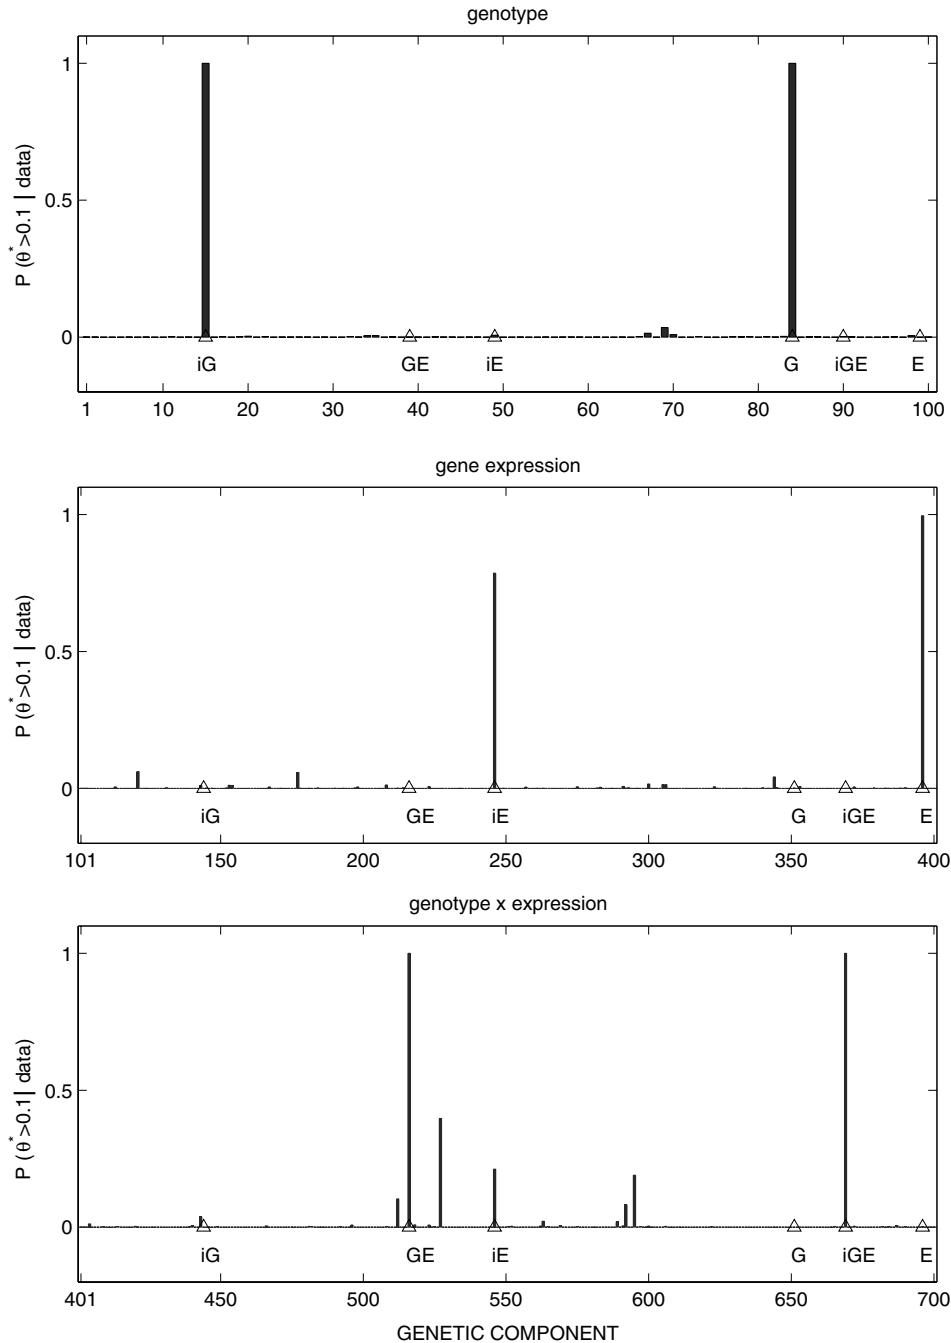 genotype
P (θ*>0.1 | data)
1
0.5
0
iG GE iE G iGE E
1 10 20 30 40 50 60 70 80 90 100
gene expression
P (θ*>0.1 | data)
1
0.5
0
iG GE iE G iGE E
101 150 200 250 300 350 400
genotype x expression
P (θ*>0.1| data)
1
0.5
0
iG GE iE G iGE E
401 450 500 550 600 650 700
GENETIC COMPONENT